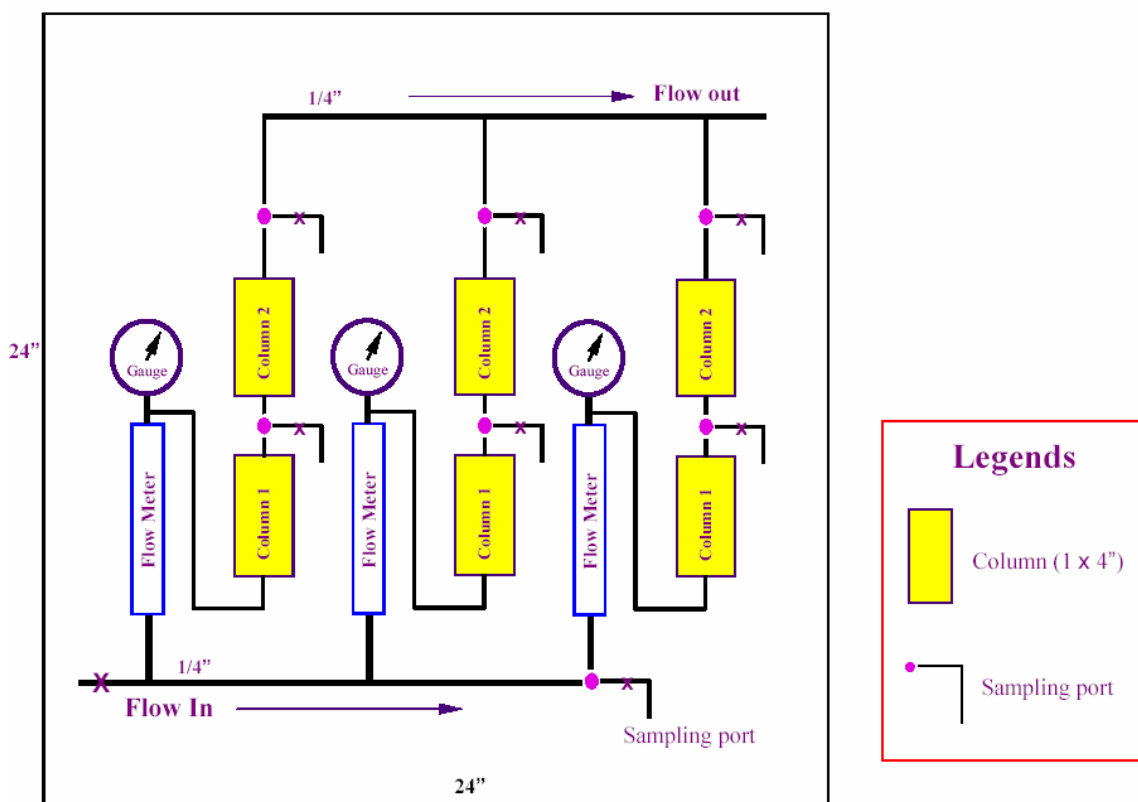 1/4”
Flow out
24”
Gauge
Gauge
Gauge
Column 2
Column 2
Column 2
Flow Meter
Column 1
Flow Meter
Column 1
Flow Meter
Column 1
x
x
x
x
x
x
1/4”
x
Flow In
x
Sampling port
24”
Legends
Column (1 x 4”)
Sampling port